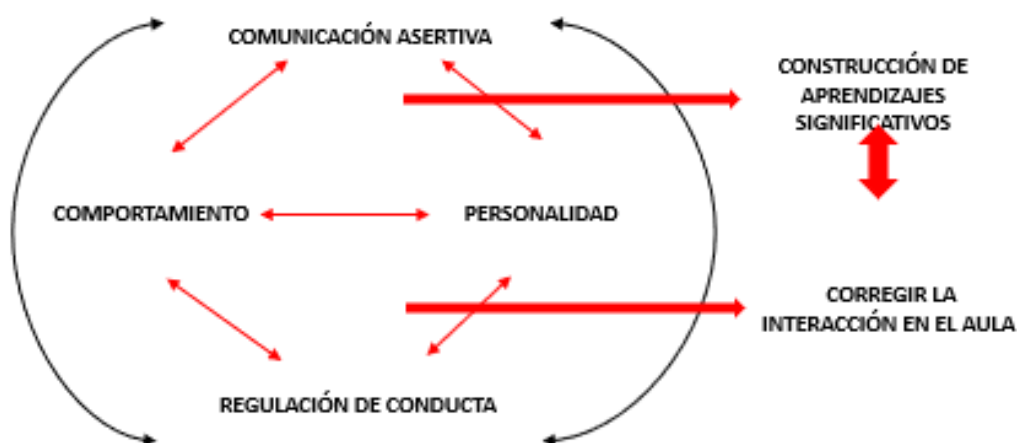 COMUNICACIÓN ASERTIVA
CONSTRUCCIÓN DE
APRENDIZAJES
SIGNIFICATIVOS
COMPORTAMIENTO
PERSONALIDAD
CORREGIR LA
INTERACCIÓN EN EL AULA
REGULACIÓN DE CONDUCTA